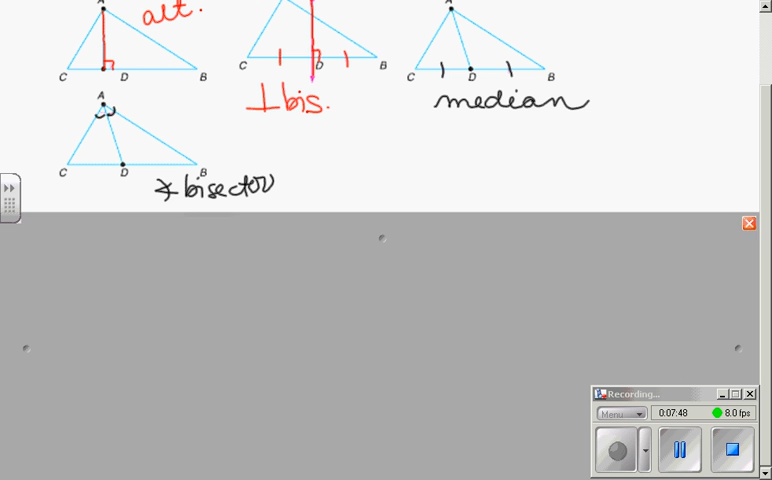 A
alt.
C D B
C D B
⊥ bis.
A
C D B
median
A
C D B
∡ bisector
Recording...
Menu 0:07:48 8.0 fps